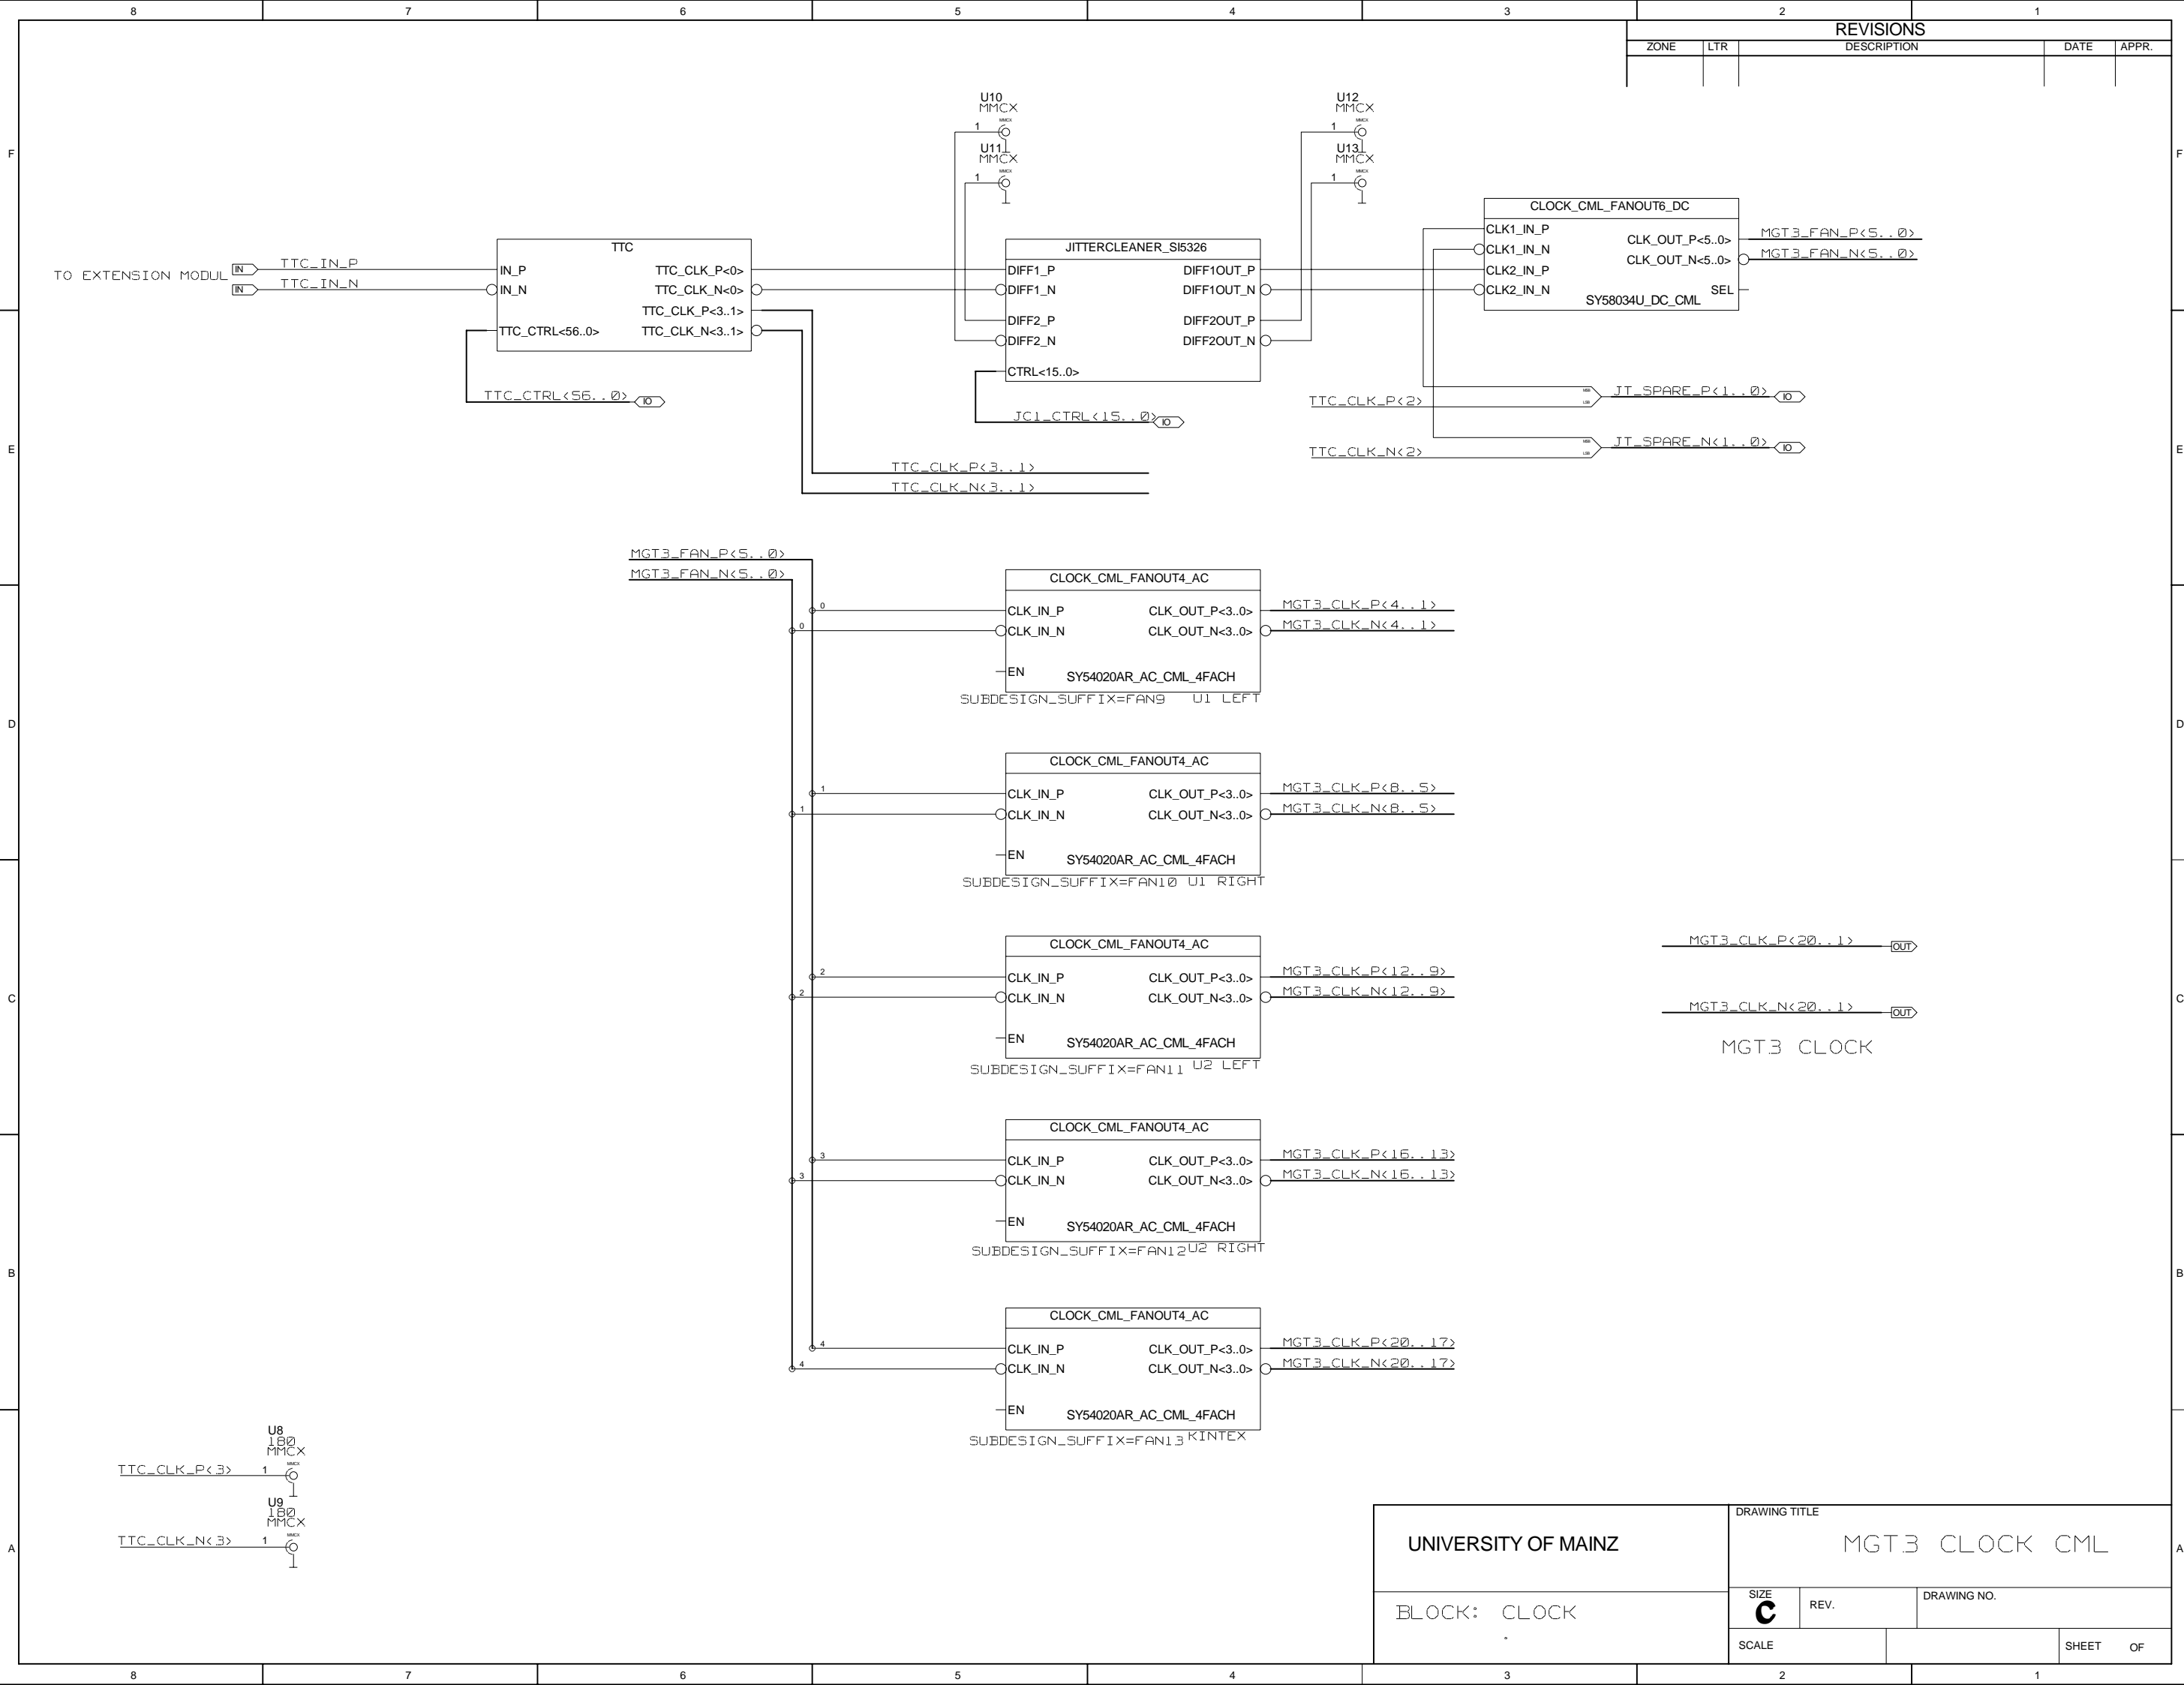 8 7 6 5 4 3 2 1
REVISIONS
ZONE LTR DESCRIPTION DATE APPR.
F F
E E
D D
C C
B B
A A
U10
MMCX
MMCX
1
U11
MMCX
MMCX
1
U12
MMCX
MMCX
1
U13
MMCX
MMCX
1
TO EXTENSION MODUL
IN TTC_IN_P
IN TTC_IN_N
TTC
IN_P TTC_CLK_P<0>
IN_N TTC_CLK_N<0>
TTC_CLK_P<3..1>
TTC_CTRL<56..0> TTC_CLK_N<3..1>
TTC_CTRL<56..0> IO
JITTERCLEANER_SI5326
DIFF1_P DIFF1OUT_P
DIFF1_N DIFF1OUT_N
DIFF2_P DIFF2OUT_P
DIFF2_N DIFF2OUT_N
CTRL<15..0>
JC1_CTRL<15..0> IO
CLOCK_CML_FANOUT6_DC
CLK1_IN_P
CLK_OUT_P<5..0>
CLK1_IN_N
CLK_OUT_N<5..0>
CLK2_IN_P
CLK2_IN_N SEL
SY58034U_DC_CML
MGT3_FAN_P<5..0>
MGT3_FAN_N<5..0>
TTC_CLK_P<2>
MSB
LSB
JT_SPARE_P<1..0> IO
TTC_CLK_N<2>
MSB
LSB
JT_SPARE_N<1..0> IO
TTC_CLK_P<3..1>
TTC_CLK_N<3..1>
MGT3_FAN_P<5..0>
MGT3_FAN_N<5..0>
CLOCK_CML_FANOUT4_AC
0 CLK_IN_P CLK_OUT_P<3..0> MGT3_CLK_P<4..1>
0 CLK_IN_N CLK_OUT_N<3..0> MGT3_CLK_N<4..1>
EN SY54020AR_AC_CML_4FACH
SUBDESIGN_SUFFIX=FAN9 U1 LEFT
CLOCK_CML_FANOUT4_AC
1 CLK_IN_P CLK_OUT_P<3..0> MGT3_CLK_P<8..5>
1 CLK_IN_N CLK_OUT_N<3..0> MGT3_CLK_N<8..5>
EN SY54020AR_AC_CML_4FACH
SUBDESIGN_SUFFIX=FAN10 U1 RIGHT
CLOCK_CML_FANOUT4_AC
2 CLK_IN_P CLK_OUT_P<3..0> MGT3_CLK_P<12..9>
2 CLK_IN_N CLK_OUT_N<3..0> MGT3_CLK_N<12..9>
EN SY54020AR_AC_CML_4FACH
SUBDESIGN_SUFFIX=FAN11 U2 LEFT
MGT3_CLK_P<20..1> OUT
MGT3_CLK_N<20..1> OUT
MGT3 CLOCK
CLOCK_CML_FANOUT4_AC
3 CLK_IN_P CLK_OUT_P<3..0> MGT3_CLK_P<16..13>
3 CLK_IN_N CLK_OUT_N<3..0> MGT3_CLK_N<16..13>
EN SY54020AR_AC_CML_4FACH
SUBDESIGN_SUFFIX=FAN12 U2 RIGHT
CLOCK_CML_FANOUT4_AC
4 CLK_IN_P CLK_OUT_P<3..0> MGT3_CLK_P<20..17>
4 CLK_IN_N CLK_OUT_N<3..0> MGT3_CLK_N<20..17>
EN SY54020AR_AC_CML_4FACH
SUBDESIGN_SUFFIX=FAN13 KINTEX
U8
180
MMCX
MMCX
TTC_CLK_P<3> 1
U9
180
MMCX
MMCX
TTC_CLK_N<3> 1
UNIVERSITY OF MAINZ
BLOCK: CLOCK
DRAWING TITLE
MGT3 CLOCK CML
SIZE C REV. DRAWING NO.
SCALE SHEET OF
8 7 6 5 4 3 2 1